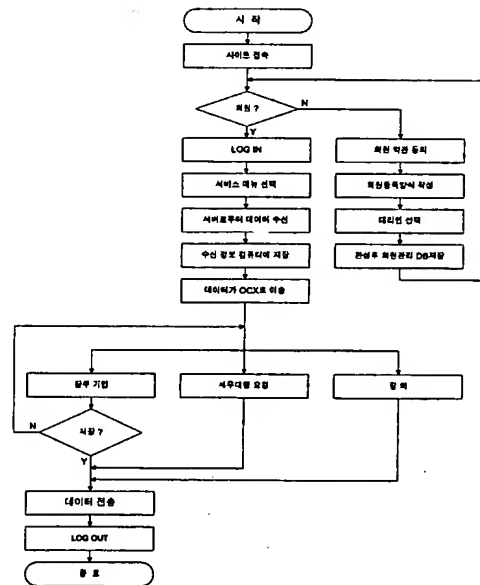 시 작
사이트 접속
회원 ?
N
Y
LOG IN
회원 약관 동의
서비스 메뉴 선택
회원등록양식 작성
서버로부터 데이터 수신
대리인 선택
수신 정보 컴퓨터에 저장
완성후 회원관리 DB저장
데이터가 OCX로 이동
장부 기입
세무대행 요청
질 의
N
저장 ?
Y
데이터 전송
LOG OUT
종 료